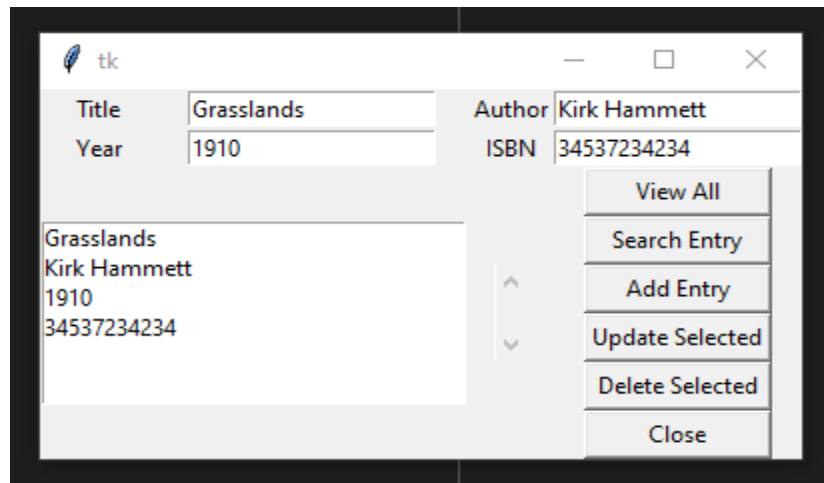 tk
Title Grasslands Author Kirk Hammett
Year 1910 ISBN 34537234234
View All
Grasslands
Kirk Hammett
1910
34537234234
Search Entry
Add Entry
Update Selected
Delete Selected
Close